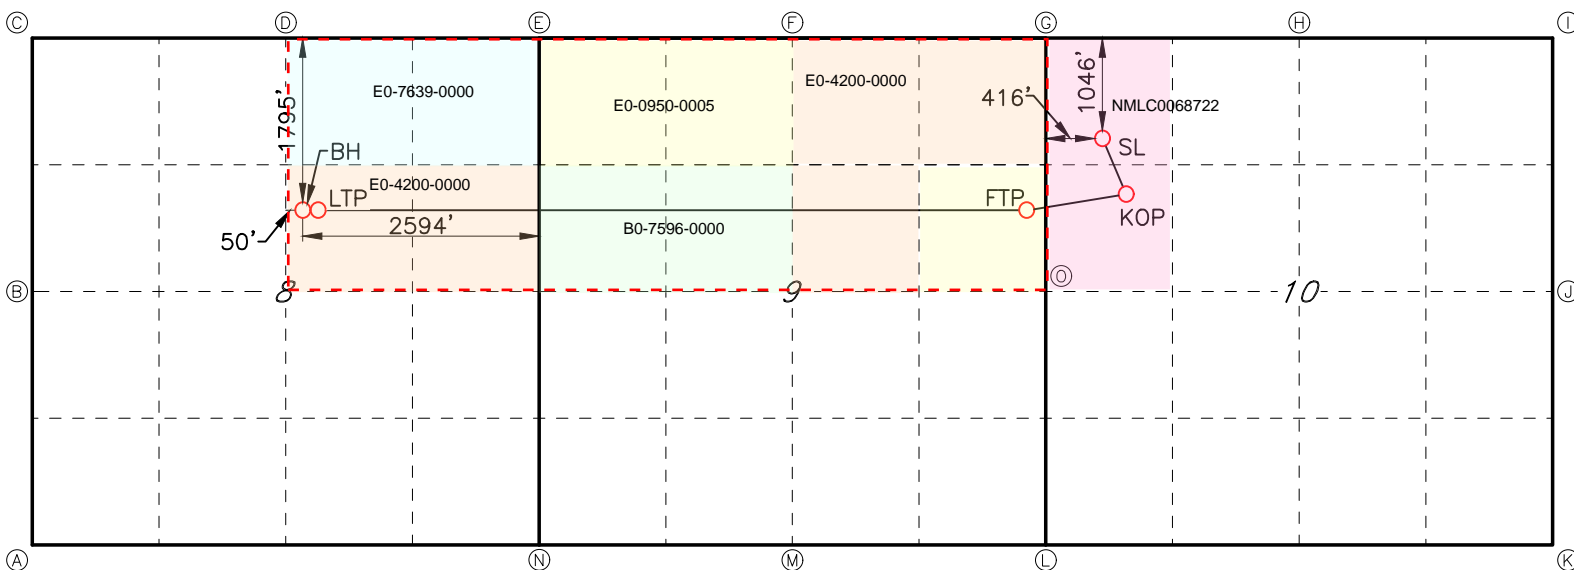 C D E F G H I
1795'
E0-7639-0000
E0-0950-0005
E0-4200-0000
416'
1046'
NMLC0068722
BH
SL
E0-4200-0000
LTP
FTP
KOP
50'
2594'
B0-7596-0000
O
B 8 9 10 J
A N M L K